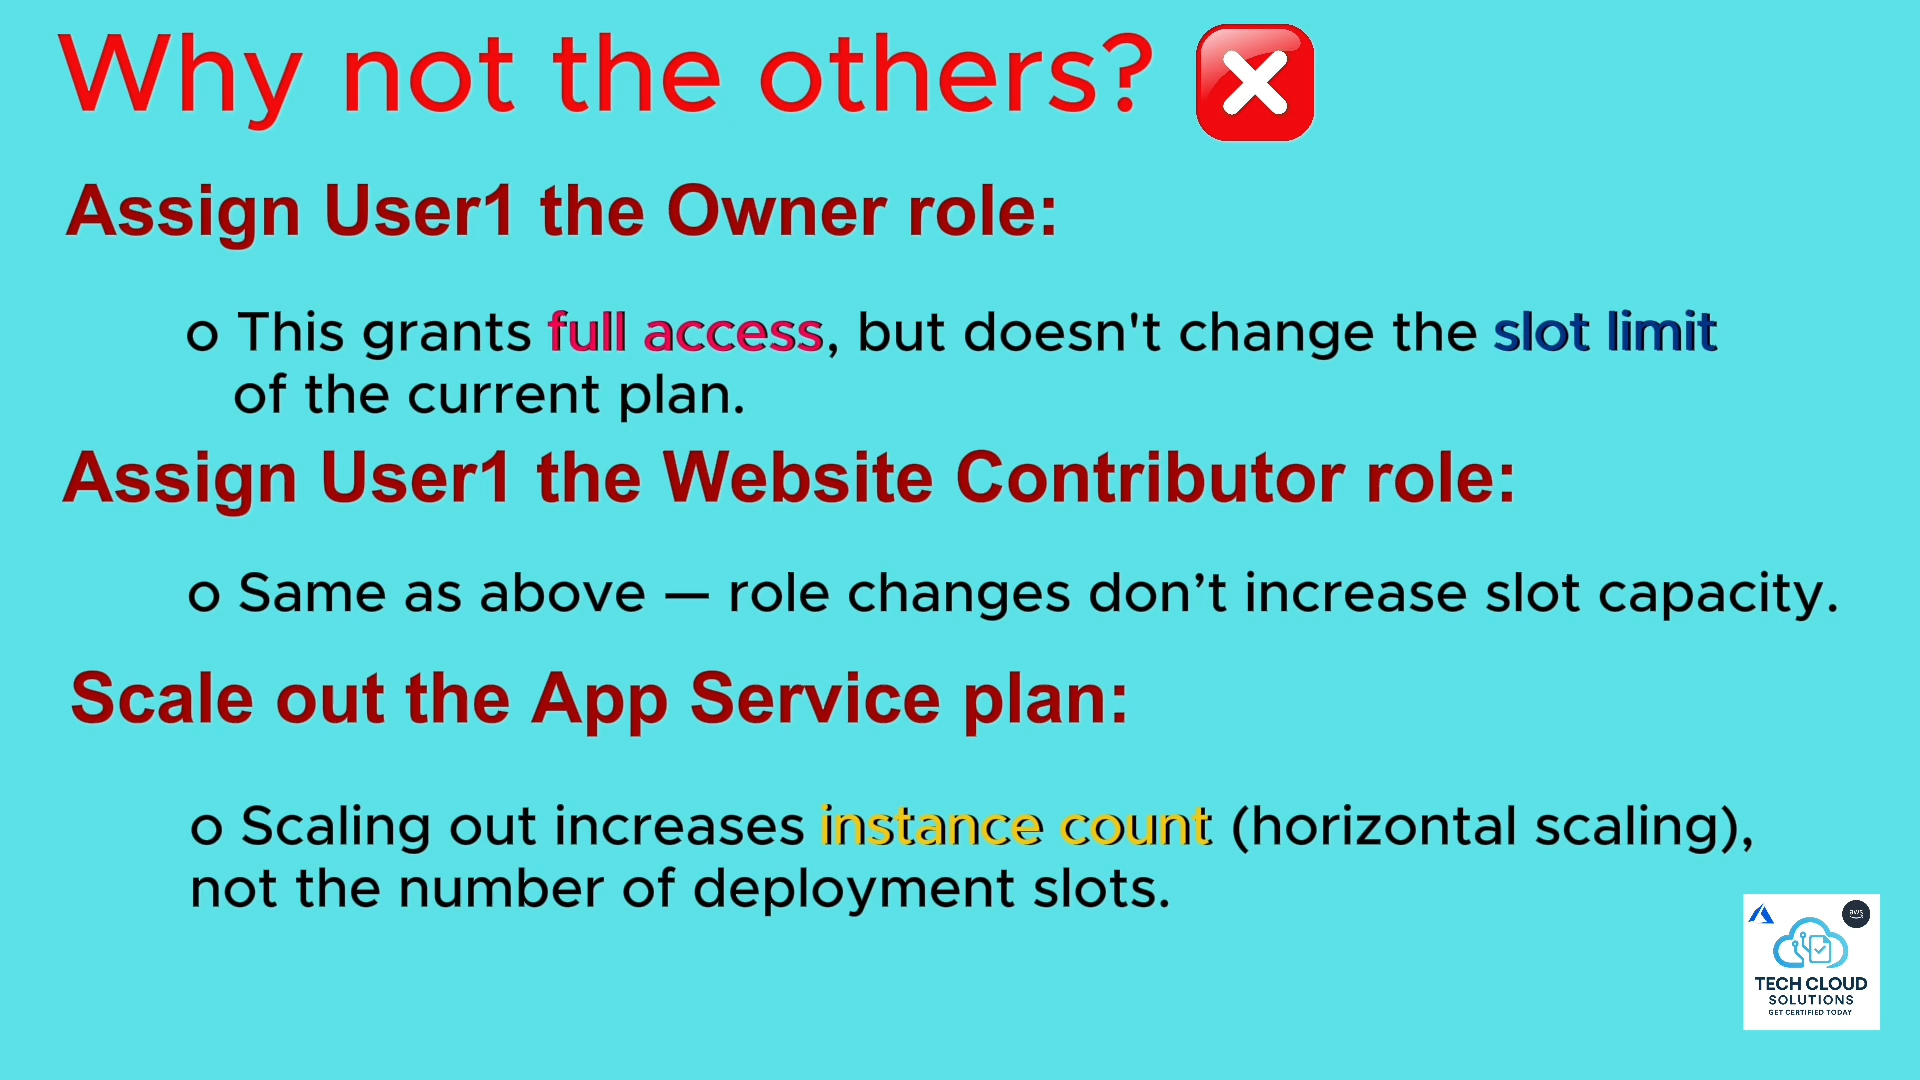 Why not the others?
Assign User1 the Owner role:
o This grants full access, but doesn't change the slot limit
of the current plan.
Assign User1 the Website Contributor role:
o Same as above — role changes don’t increase slot capacity.
Scale out the App Service plan:
o Scaling out increases instance count (horizontal scaling),
not the number of deployment slots.
aws
TECH CLOUD
SOLUTIONS
GET CERTIFIED TODAY